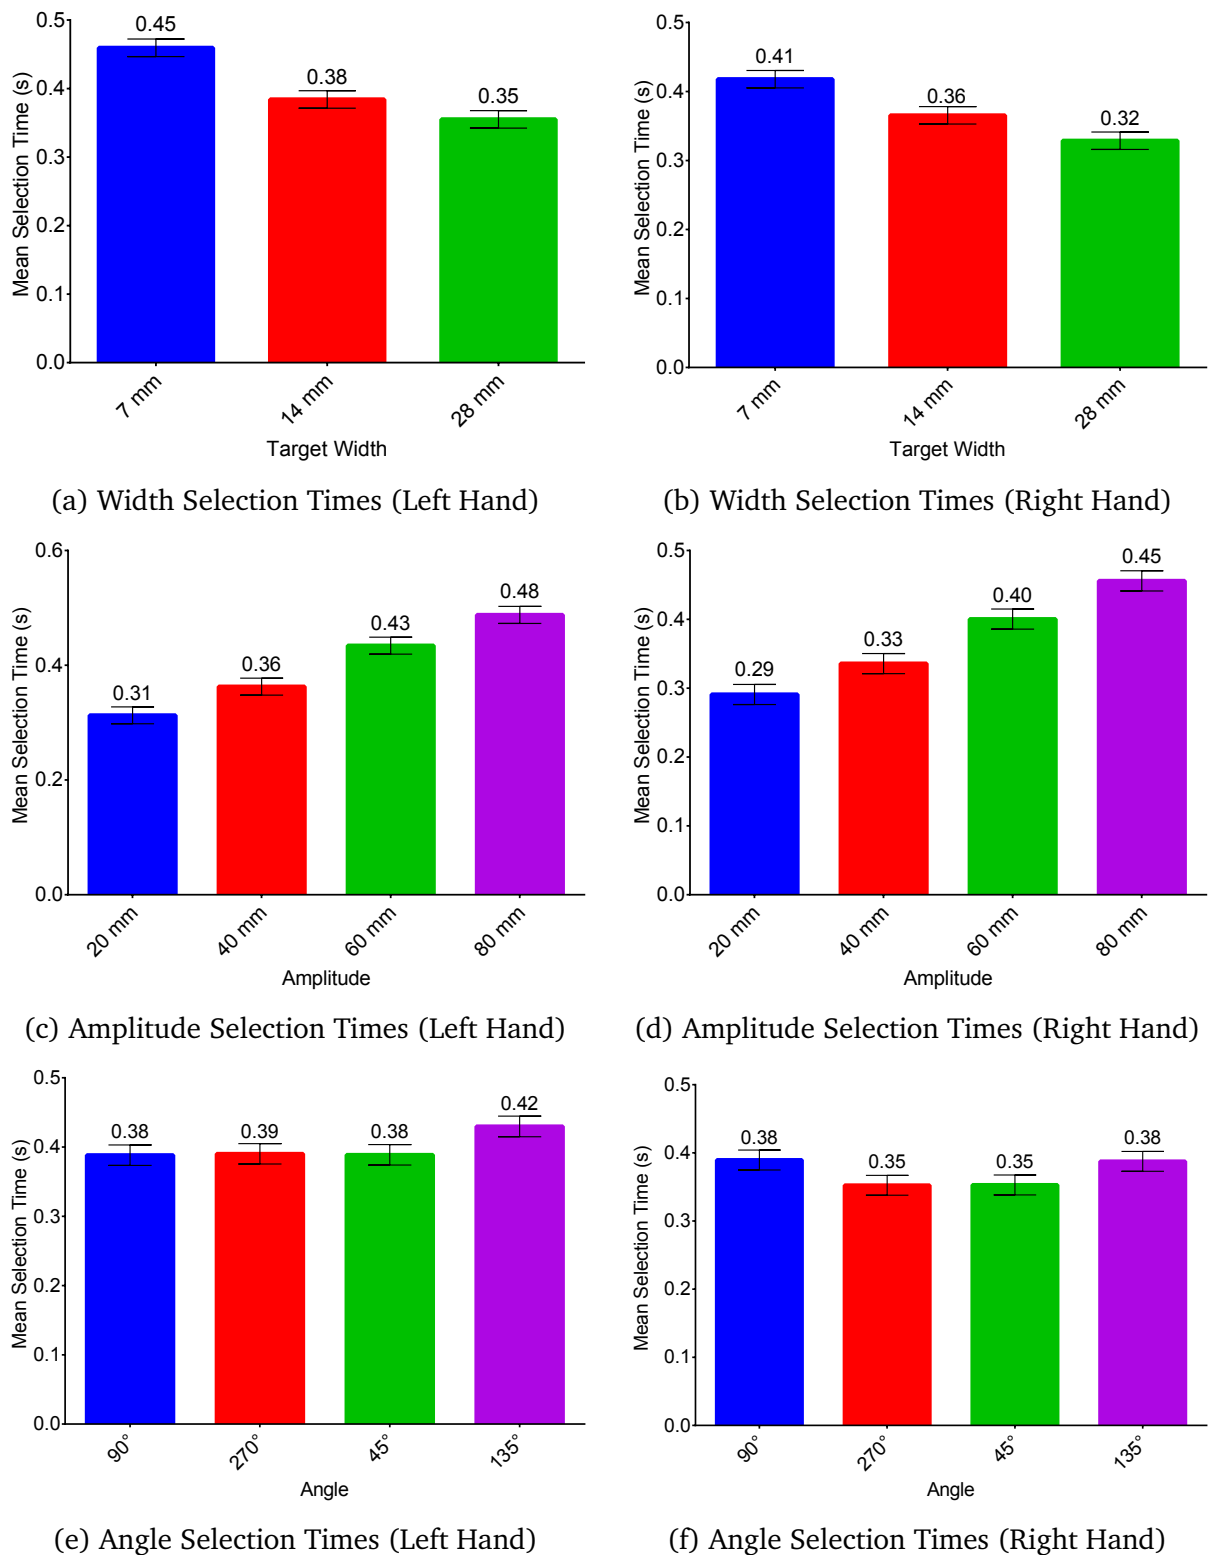 0.5
0.4
0.3
0.2
0.1
0.0
Mean Selection Time (s)
0.45
0.38
0.35
7 mm
14 mm
28 mm
Target Width
(a) Width Selection Times (Left Hand)
0.5
0.4
0.3
0.2
0.1
0.0
Mean Selection Time (s)
0.41
0.36
0.32
7 mm
14 mm
28 mm
Target Width
(b) Width Selection Times (Right Hand)
0.6
0.4
0.2
0.0
Mean Selection Time (s)
0.31
0.36
0.43
0.48
20 mm
40 mm
60 mm
80 mm
Amplitude
(c) Amplitude Selection Times (Left Hand)
0.5
0.4
0.3
0.2
0.1
0.0
Mean Selection Time (s)
0.29
0.33
0.40
0.45
20 mm
40 mm
60 mm
80 mm
Amplitude
(d) Amplitude Selection Times (Right Hand)
0.5
0.4
0.3
0.2
0.1
0.0
Mean Selection Time (s)
0.38
0.39
0.38
0.42
90°
270°
45°
135°
Angle
(e) Angle Selection Times (Left Hand)
0.5
0.4
0.3
0.2
0.1
0.0
Mean Selection Time (s)
0.38
0.35
0.35
0.38
90°
270°
45°
135°
Angle
(f) Angle Selection Times (Right Hand)